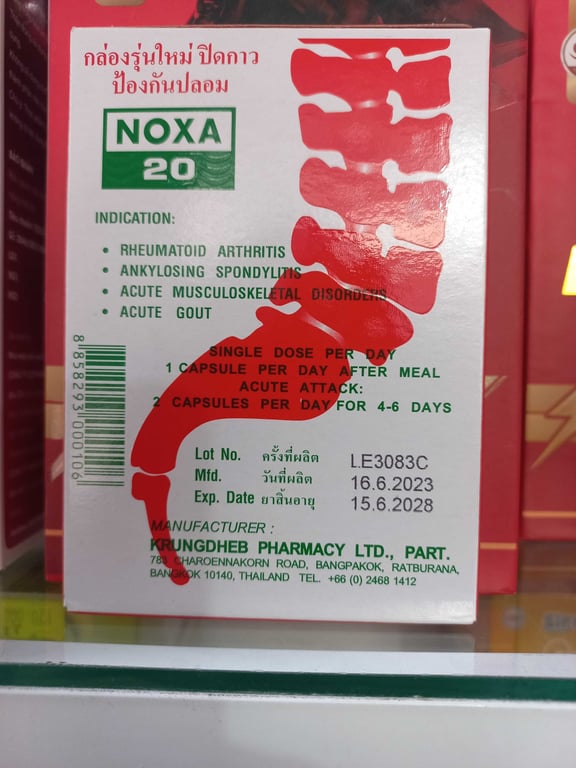 กล่องรุ่นใหม่ ปิดกาว
ป้องกันปลอม
NOXA
20
INDICATION:
• RHEUMATOID ARTHRITIS
• ANKYLOSING SPONDYLITIS
• ACUTE MUSCULOSKELETAL DISORDERS
• ACUTE GOUT
SINGLE DOSE PER DAY
1 CAPSULE PER DAY AFTER MEAL
ACUTE ATTACK:
2 CAPSULES PER DAY FOR 4-6 DAYS
8858293000106
Lot No. ครั้งที่ผลิต LE3083C
Mfd. วันที่ผลิต 16.6.2023
Exp. Date ยาสิ้นอายุ 15.6.2028
MANUFACTURER :
KRUNGDHEB PHARMACY LTD., PART.
783 CHAROENNAKORN ROAD, BANGPAKOK, RATBURANA,
BANGKOK 10140, THAILAND TEL. +66 (0) 2468 1412